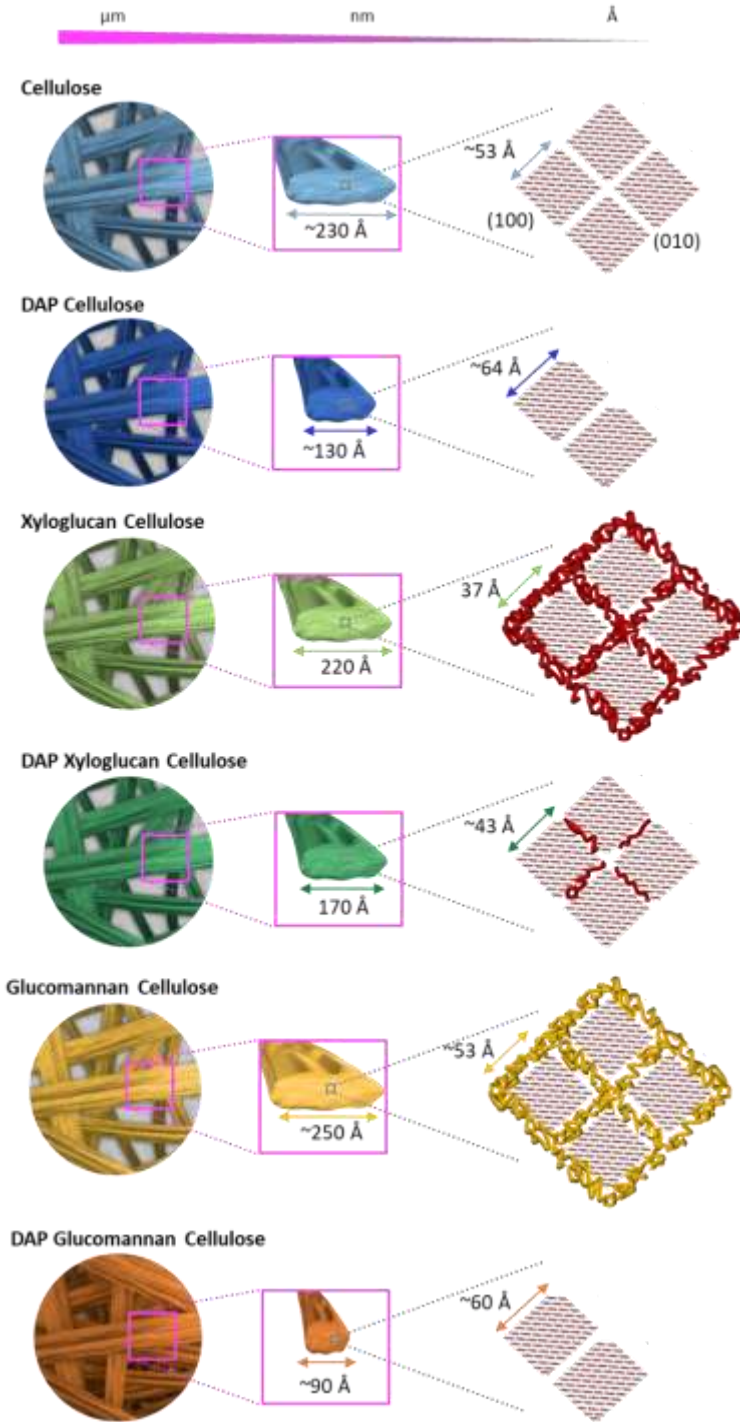 µm nm Å
Cellulose
~53 Å
(100)
(010)
~230 Å
DAP Cellulose
~64 Å
~130 Å
Xyloglucan Cellulose
37 Å
220 Å
DAP Xyloglucan Cellulose
~43 Å
170 Å
Glucomannan Cellulose
~53 Å
~250 Å
DAP Glucomannan Cellulose
~60 Å
~90 Å